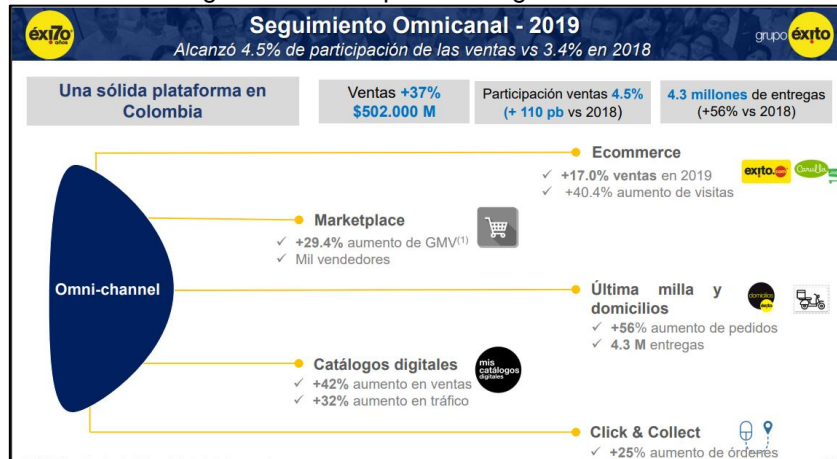 éxi7o
años
Seguimiento Omnicanal - 2019
Alcanzó 4.5% de participación de las ventas vs 3.4% en 2018
grupo éxito
Una sólida plataforma en
Colombia
Ventas +37%
$502.000 M
Participación ventas 4.5%
(+ 110 pb vs 2018)
4.3 millones de entregas
(+56% vs 2018)
Omni-channel
Ecommerce
✓ +17.0% ventas en 2019
✓ +40.4% aumento de visitas
exito.com
Carulla
Marketplace
✓ +29.4% aumento de GMV(1)
✓ Mil vendedores
Última milla y
domicilios
✓ +56% aumento de pedidos
✓ 4.3 M entregas
domicilios
éxito
Catálogos digitales
✓ +42% aumento en ventas
✓ +32% aumento en tráfico
mis
catálogos
digitales
Click & Collect
✓ +25% aumento de órdenes